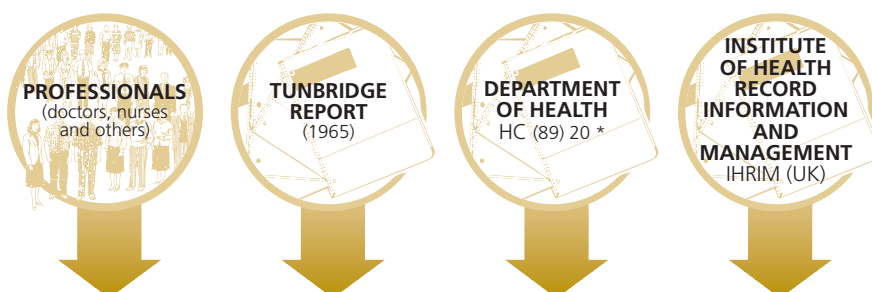 PROFESSIONALS
(doctors, nurses
and others)
TUNBRIDGE
REPORT
(1965)
DEPARTMENT
OF HEALTH
HC (89) 20 *
INSTITUTE
OF HEALTH
RECORD
INFORMATION
AND
MANAGEMENT
IHRIM (UK)